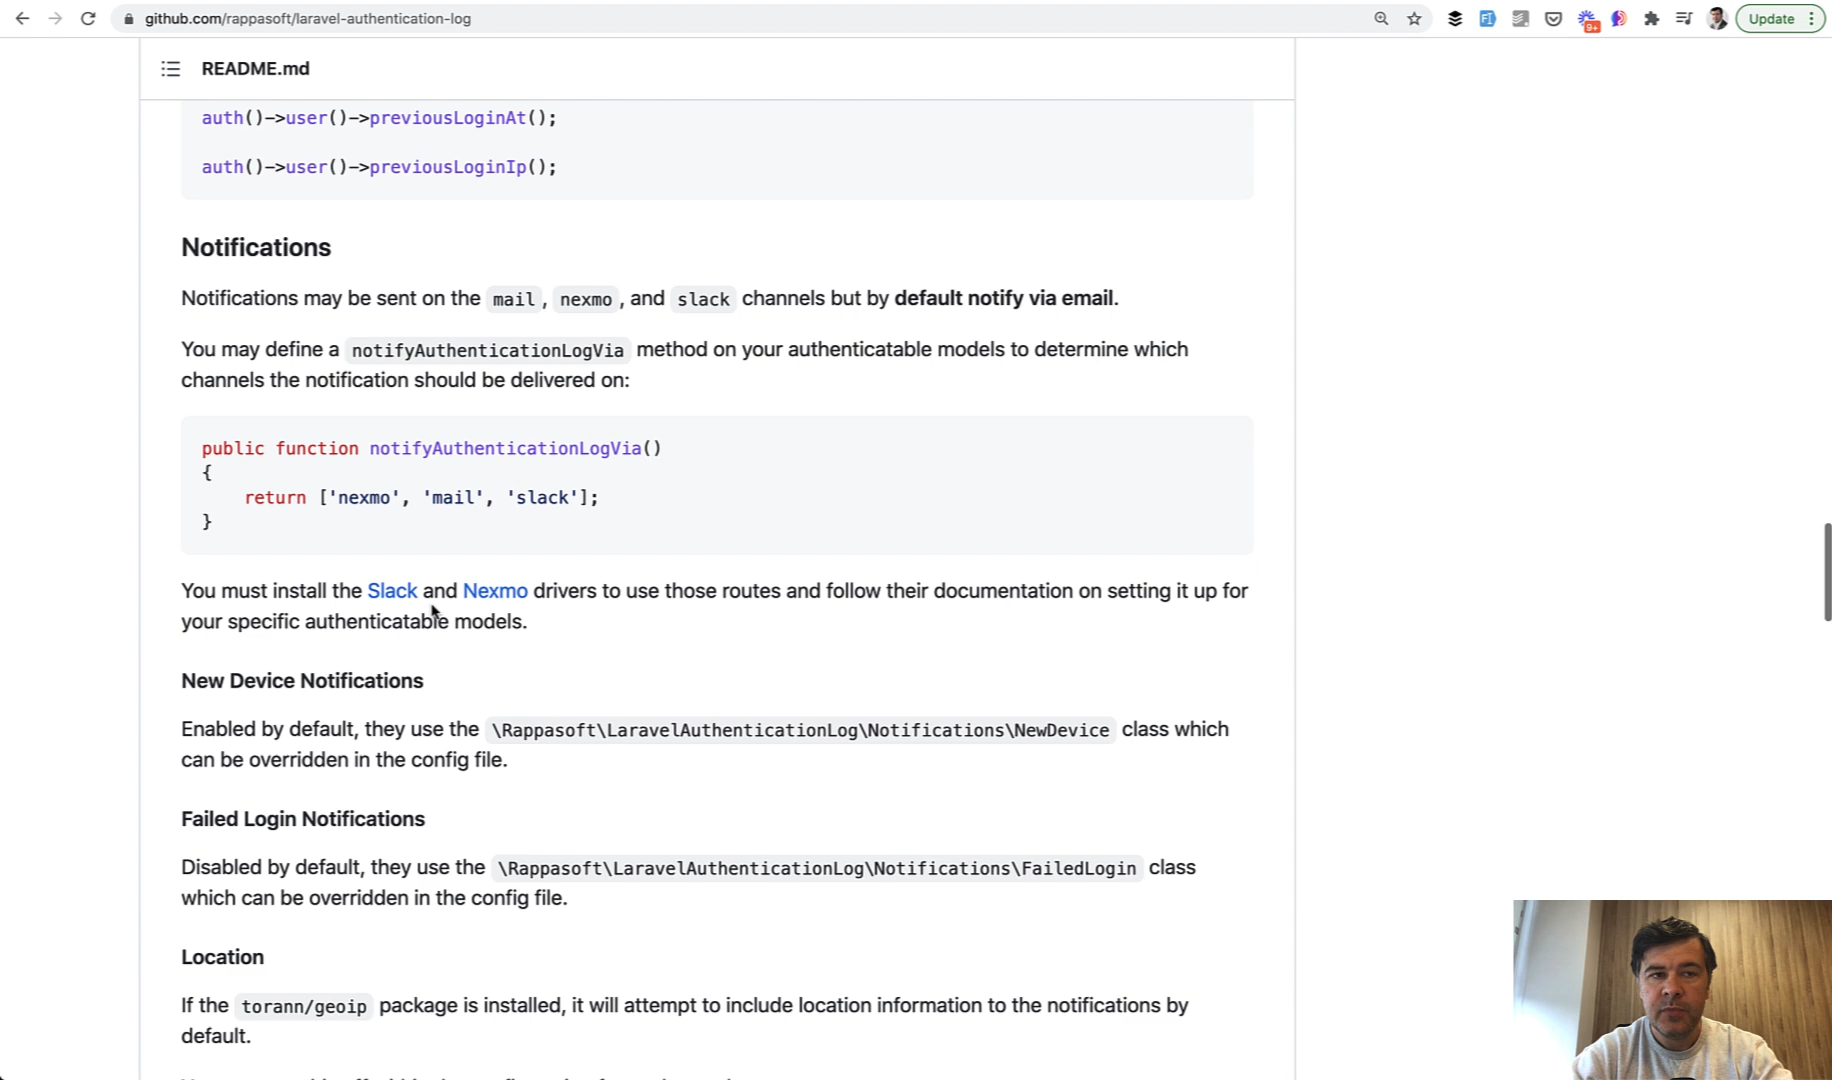 github.com/rappasoft/laravel-authentication-log
9+
Update
README.md
auth()->user()->previousLoginAt();
auth()->user()->previousLoginIp();
Notifications
Notifications may be sent on the mail, nexmo, and slack channels but by default notify via email.
You may define a notifyAuthenticationLogVia method on your authenticatable models to determine which
channels the notification should be delivered on:
public function notifyAuthenticationLogVia()
{
return ['nexmo', 'mail', 'slack'];
}
You must install the Slack and Nexmo drivers to use those routes and follow their documentation on setting it up for
your specific authenticatable models.
New Device Notifications
Enabled by default, they use the \Rappasoft\LaravelAuthenticationLog\Notifications\NewDevice class which
can be overridden in the config file.
Failed Login Notifications
Disabled by default, they use the \Rappasoft\LaravelAuthenticationLog\Notifications\FailedLogin class
which can be overridden in the config file.
Location
If the torann/geoip package is installed, it will attempt to include location information to the notifications by
default.